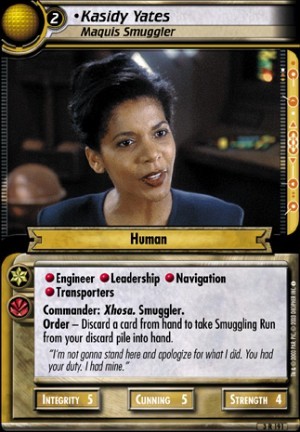 2
•Kasidy Yates
Maquis Smuggler
Human
Engineer Leadership Navigation
Transporters
Commander: Xhosa. Smuggler.
Order – Discard a card from hand to take Smuggling Run
from your discard pile into hand.
"I'm not gonna stand here and apologize for what I did. You had
your duty. I had mine."
INTEGRITY 5 CUNNING 5 STRENGTH 4